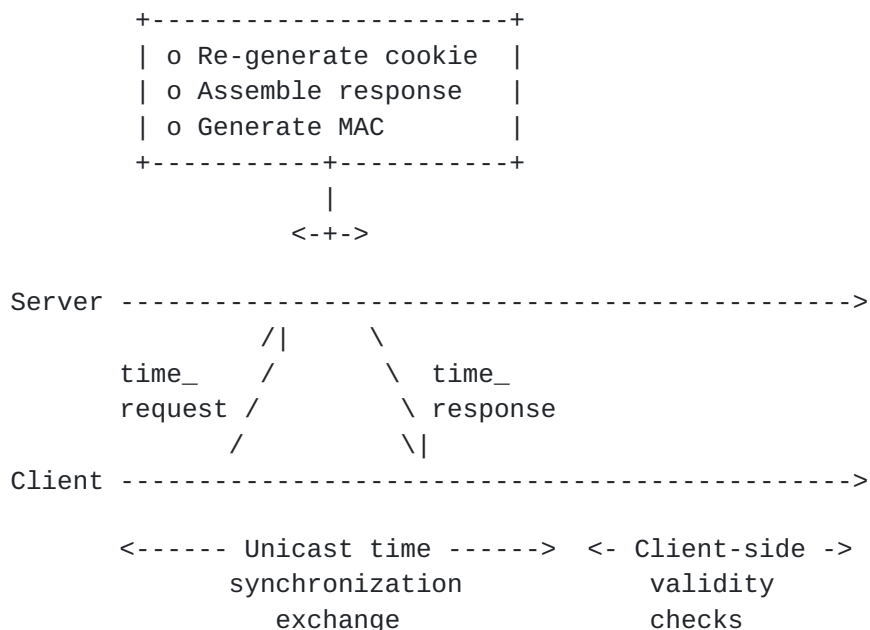 o Re-generate cookie
o Assemble response
o Generate MAC
Server
time_ time_
request response
Client
Unicast time Client-side
synchronization validity
exchange checks